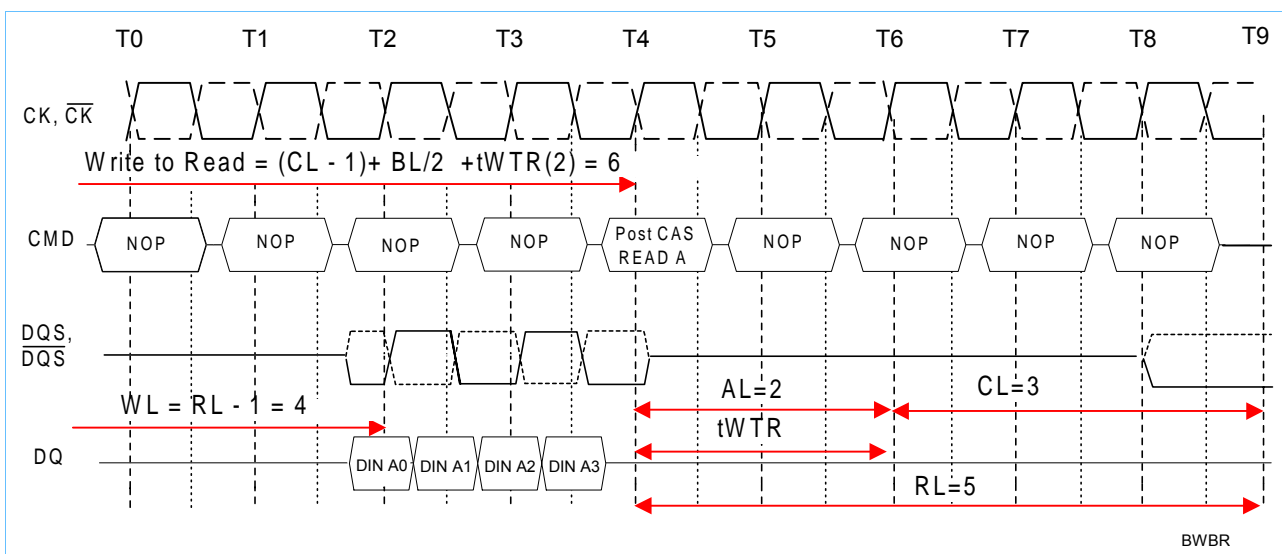 T0 T1 T2 T3 T4 T5 T6 T7 T8 T9
CK, C̅K̅
Write to Read = (CL - 1)+ BL/2 +tWTR(2) = 6
CMD NOP NOP NOP NOP Post CAS READ A NOP NOP NOP NOP
DQS,
D̅Q̅S̅
WL = RL - 1 = 4
AL=2 CL=3
tWTR
DQ DIN A0 DIN A1 DIN A2 DIN A3
RL=5
BWBR